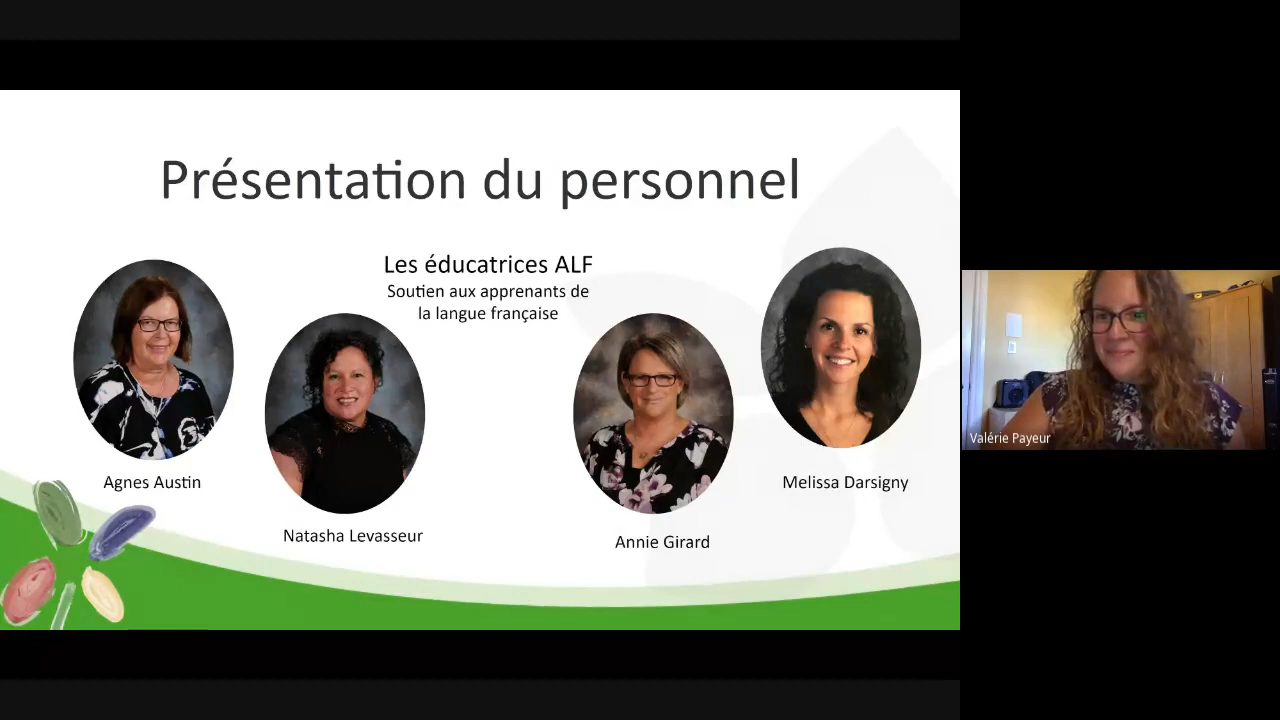 Présentation du personnel
Les éducatrices ALF
Soutien aux apprenants de
la langue française
Agnes Austin
Natasha Levasseur
Annie Girard
Melissa Darsigny
Valérie Payeur